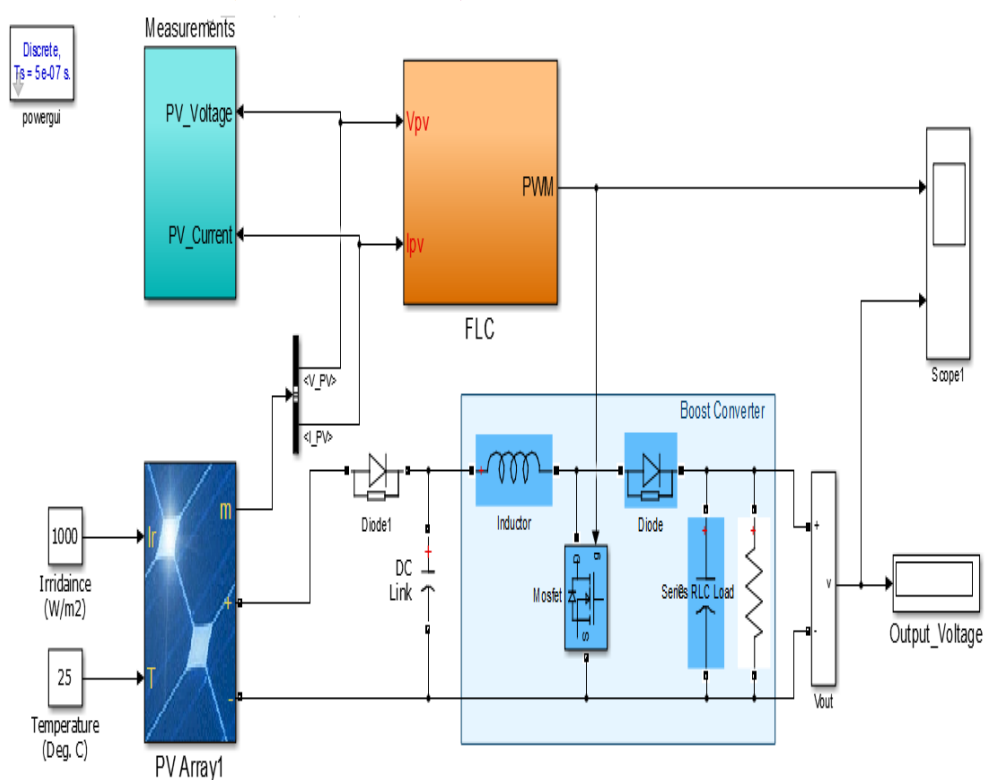 Measurements
Discrete,
Ts = 5e-07 s.
powergui
PV_Voltage
PV_Current
Vpv
Ipv
PWM
FLC
Scope1
<V_PV>
<I_PV>
Boost Converter
Diode1
Inductor
Diode
1000
Irridaince
(W/m2)
Ir
m
+
DC
Link
+
Mosfet
g
S
Series RLC Load
+
+
+
v
-
Vout
Output_Voltage
25
Temperature
(Deg. C)
T
+
-
PV Array1